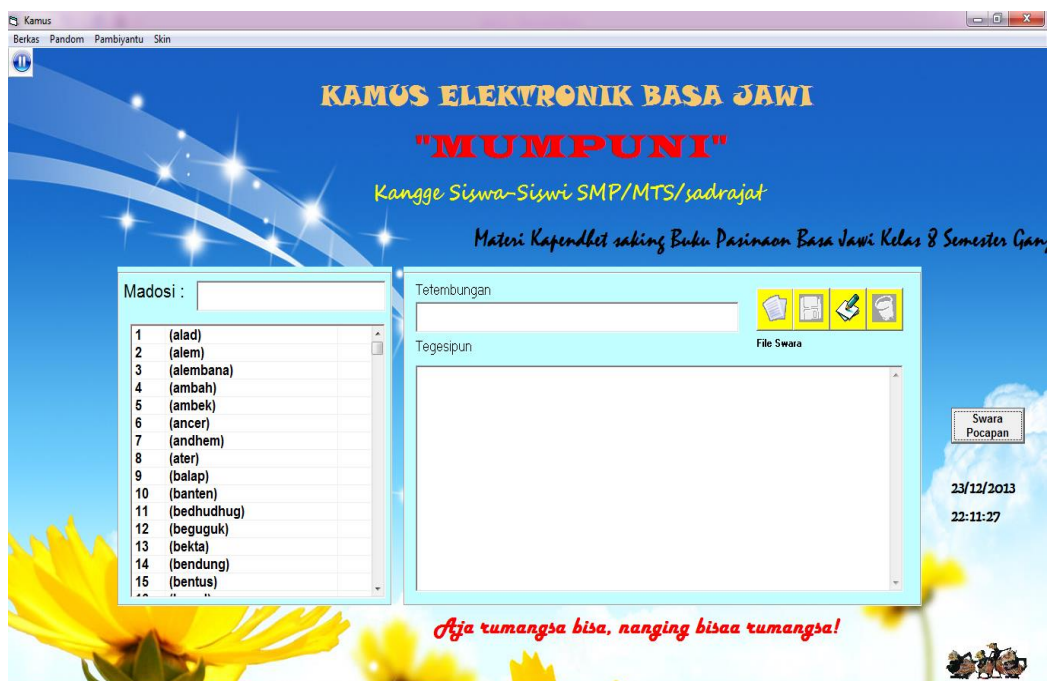 Kamus
Berkas Pandom Pambiyantu Skin
KAMUS ELEKTRONIK BASA JAWI
"MUMPUNI"
Kangge Siswa-Siswi SMP/MTS/sadrajat
Materi Kapendhet saking Buku Pasinaon Basa Jawi Kelas 8 Semester
Madosi :
1 (alad)
2 (alem)
3 (alembana)
4 (ambah)
5 (ambek)
6 (ancer)
7 (andhem)
8 (ater)
9 (balap)
10 (banten)
11 (bedhudhug)
12 (beguguk)
13 (bekta)
14 (bendung)
15 (bentus)
Tetembungan
File Swara
Tegesipun
Swara
Pocapan
23/12/2013
22:11:27
Aja rumangsa bisa, nanging bisaa rumangsa!